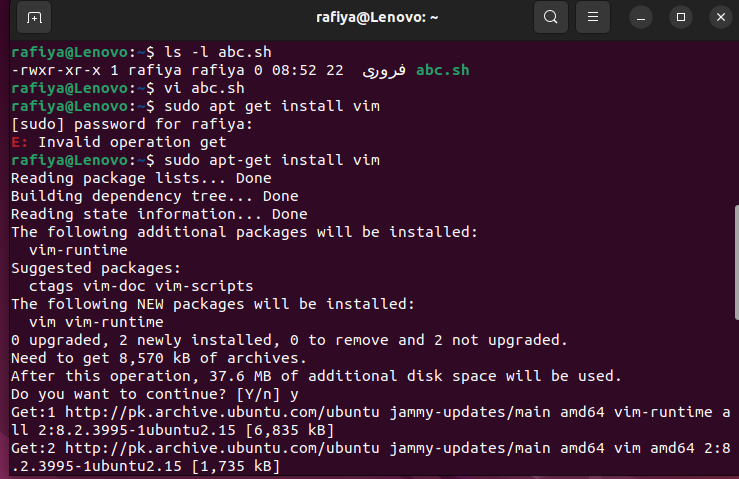 rafiya@Lenovo: ~
rafiya@Lenovo:~$ ls -l abc.sh
-rwxr-xr-x 1 rafiya rafiya 0 08:52 22  فروری abc.sh
rafiya@Lenovo:~$ vi abc.sh
rafiya@Lenovo:~$ sudo apt get install vim
[sudo] password for rafiya:
E: Invalid operation get
rafiya@Lenovo:~$ sudo apt-get install vim
Reading package lists... Done
Building dependency tree... Done
Reading state information... Done
The following additional packages will be installed:
  vim-runtime
Suggested packages:
  ctags vim-doc vim-scripts
The following NEW packages will be installed:
  vim vim-runtime
0 upgraded, 2 newly installed, 0 to remove and 2 not upgraded.
Need to get 8,570 kB of archives.
After this operation, 37.6 MB of additional disk space will be used.
Do you want to continue? [Y/n] y
Get:1 http://pk.archive.ubuntu.com/ubuntu jammy-updates/main amd64 vim-runtime a
ll 2:8.2.3995-1ubuntu2.15 [6,835 kB]
Get:2 http://pk.archive.ubuntu.com/ubuntu jammy-updates/main amd64 vim amd64 2:8
.2.3995-1ubuntu2.15 [1,735 kB]